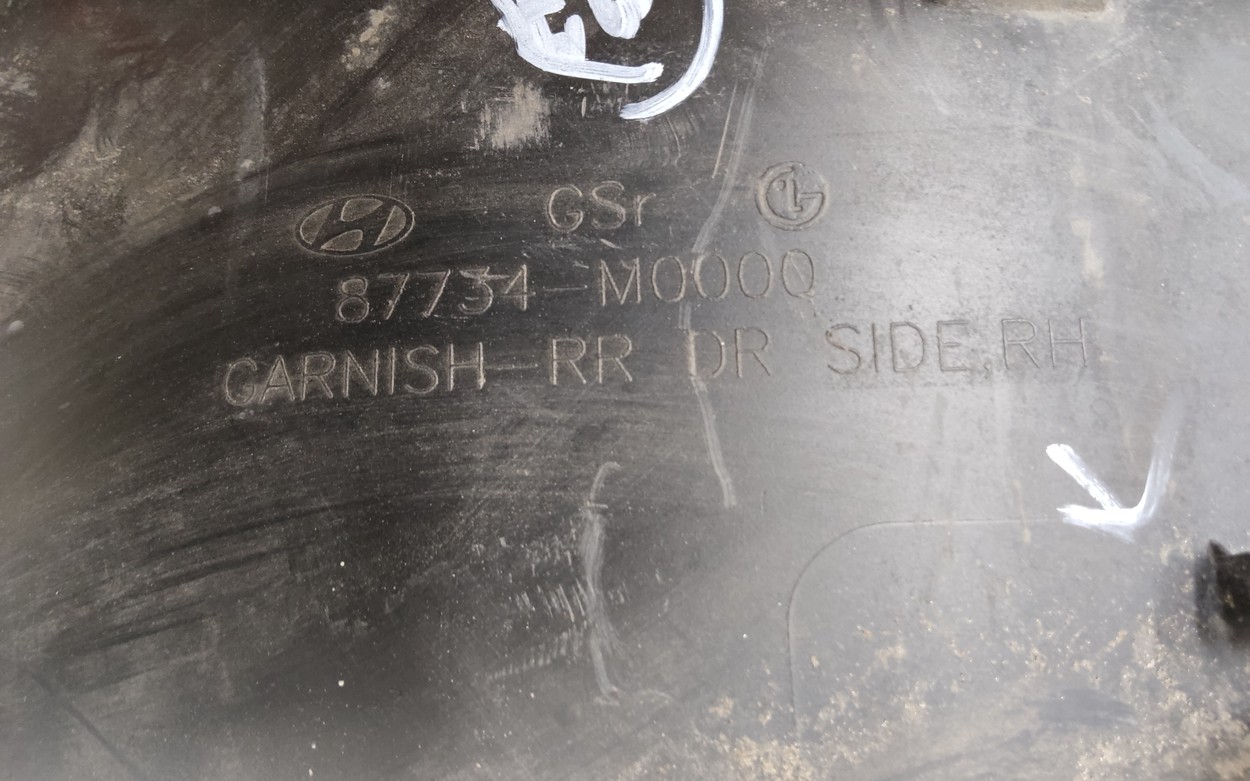 GSr
87734-M0000
GARNISH-RR DR SIDE,RH